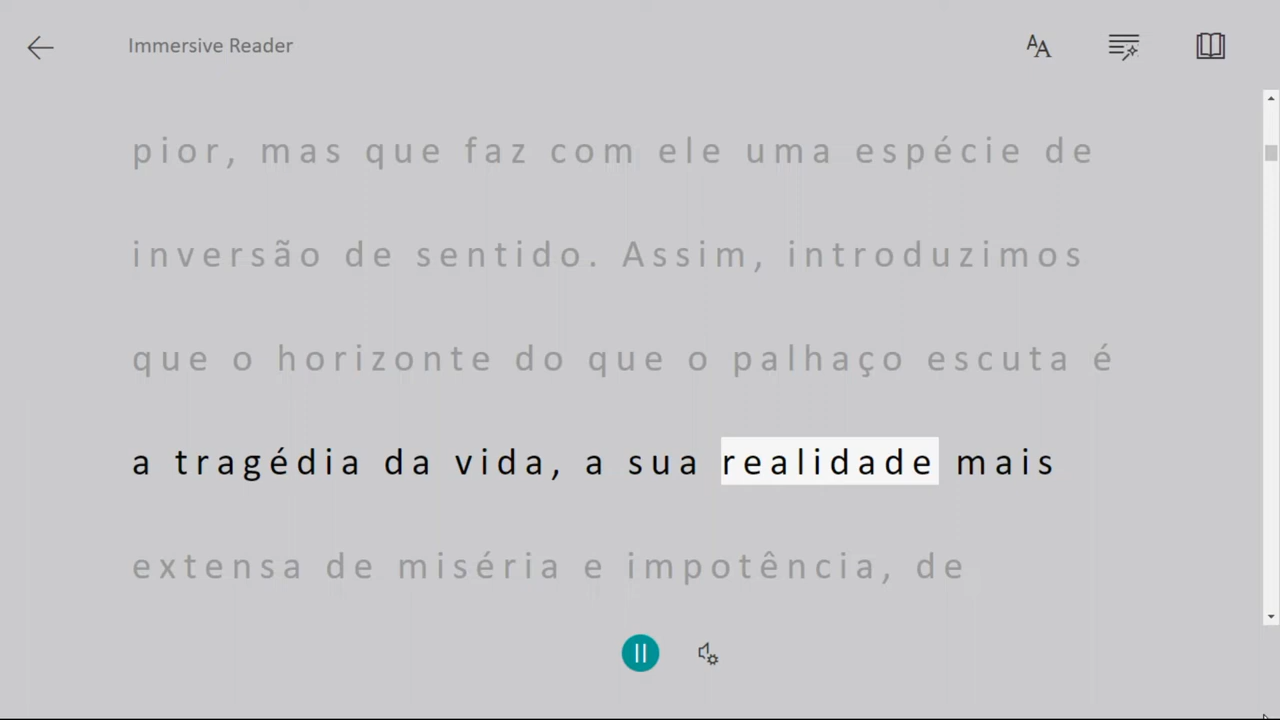 Immersive Reader
pior, mas que faz com ele uma espécie de
inversão de sentido. Assim, introduzimos
que o horizonte do que o palhaço escuta é
a tragédia da vida, a sua realidade mais
extensa de miséria e impotência, de